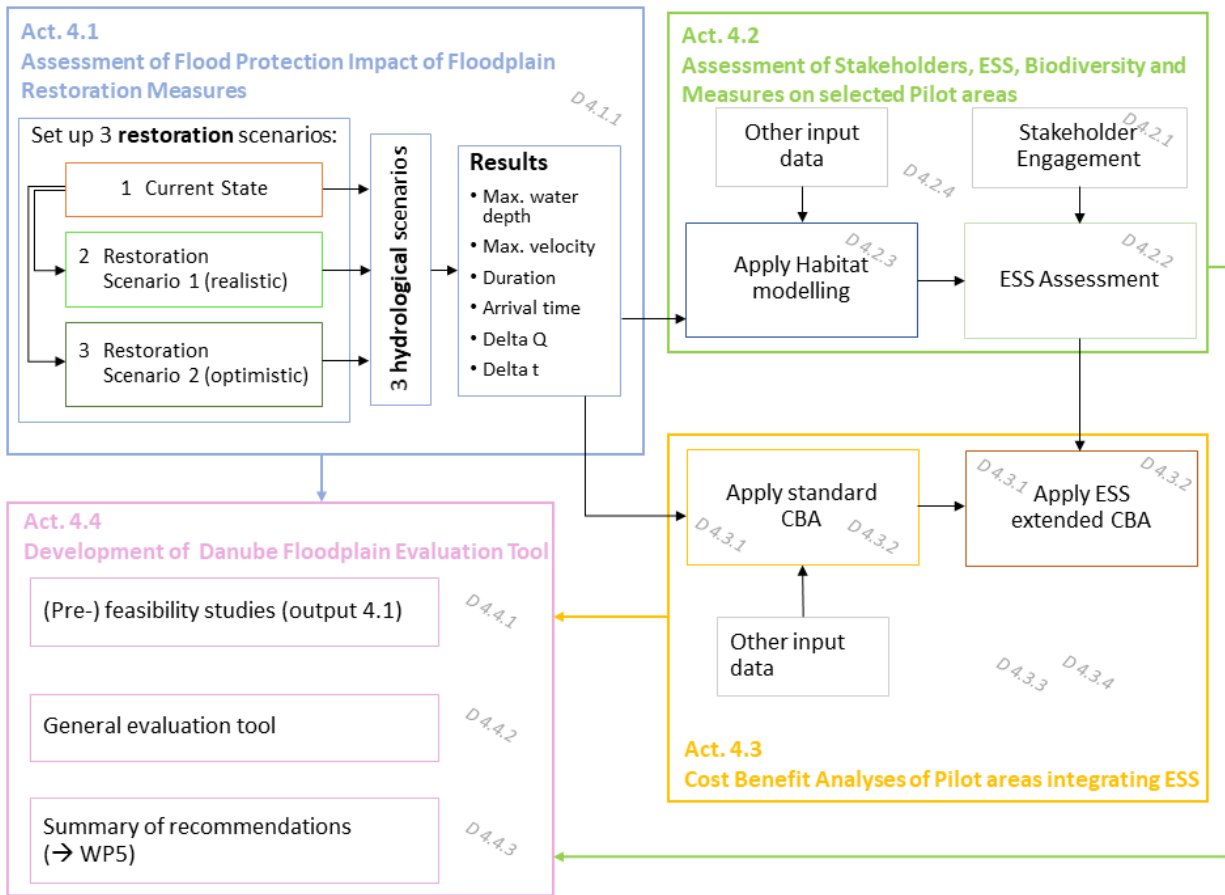 Act. 4.1
Assessment of Flood Protection Impact of Floodplain
Restoration Measures
D 4.1.1
Set up 3 restoration scenarios:
1 Current State
2 Restoration
Scenario 1 (realistic)
3 Restoration
Scenario 2 (optimistic)
3 hydrological scenarios
Results
• Max. water
depth
• Max. velocity
• Duration
• Arrival time
• Delta Q
• Delta t
Act. 4.2
Assessment of Stakeholders, ESS, Biodiversity and
Measures on selected Pilot areas
Other input
data
D 4.2.4
Stakeholder
Engagement
D 4.2.1
Apply Habitat
modelling
D 4.2.3
ESS Assessment
D 4.2.2
Apply standard
CBA
D 4.3.1
D 4.3.2
Apply ESS
extended CBA
D 4.3.1
D 4.3.2
Other input
data
D 4.3.3
D 4.3.4
Act. 4.3
Cost Benefit Analyses of Pilot areas integrating ESS
Act. 4.4
Development of Danube Floodplain Evaluation Tool
(Pre-) feasibility studies (output 4.1)
D 4.4.1
General evaluation tool
D 4.4.2
Summary of recommendations
(→ WP5)
D 4.4.3